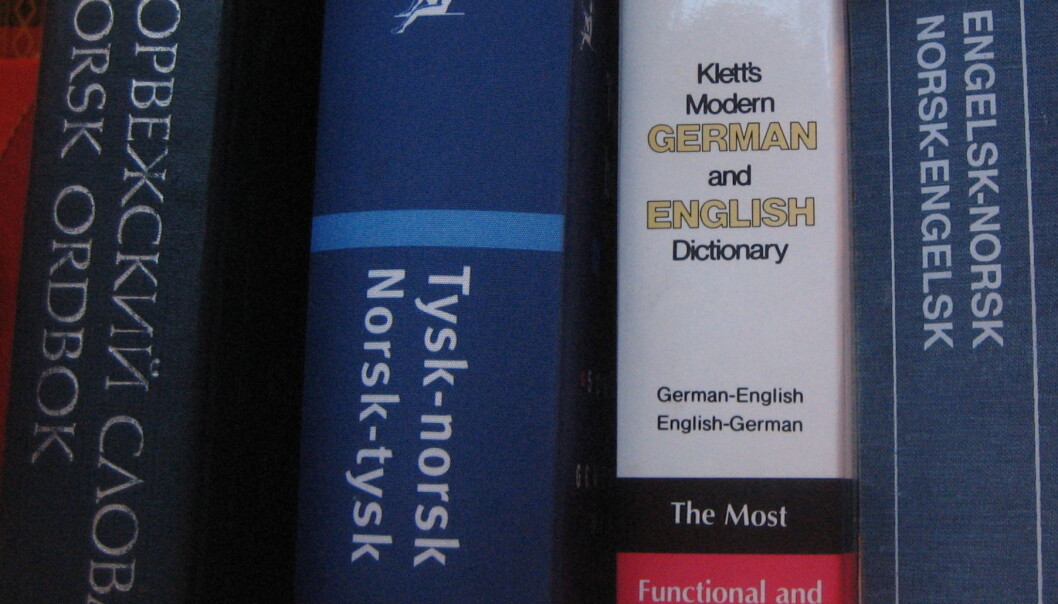 ОРВЕЖСКИЙ СЛОВА
ORSK ORDBOK
Tysk-norsk
Norsk-tysk
Klett's
Modern
GERMAN
and
ENGLISH
Dictionary
German-English
English-German
The Most
Functional and
ENGELSK-NORSK
NORSK-ENGELSK